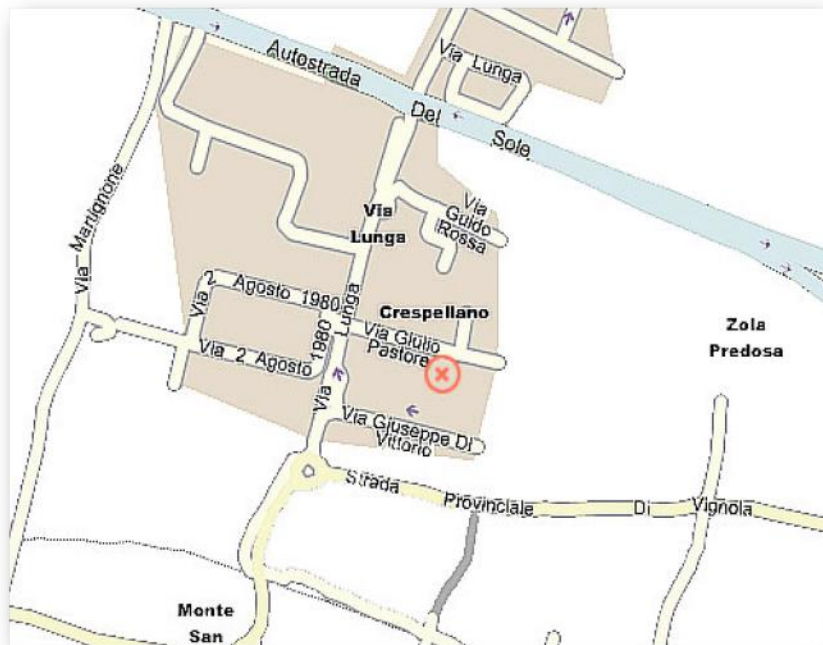 Autostrada
Del
Sole
Via Lunga
Via Martignone
Via
Lunga
Via
Guido
Rossa
Via 2 Agosto 1980
Via Lunga
Crespellano
Via Giulio
Pastore
Zola
Predosa
Via 2 Agosto 1980
Via Giuseppe Di
Vittorio
Strada Provinciale Di Vignola
Monte
San